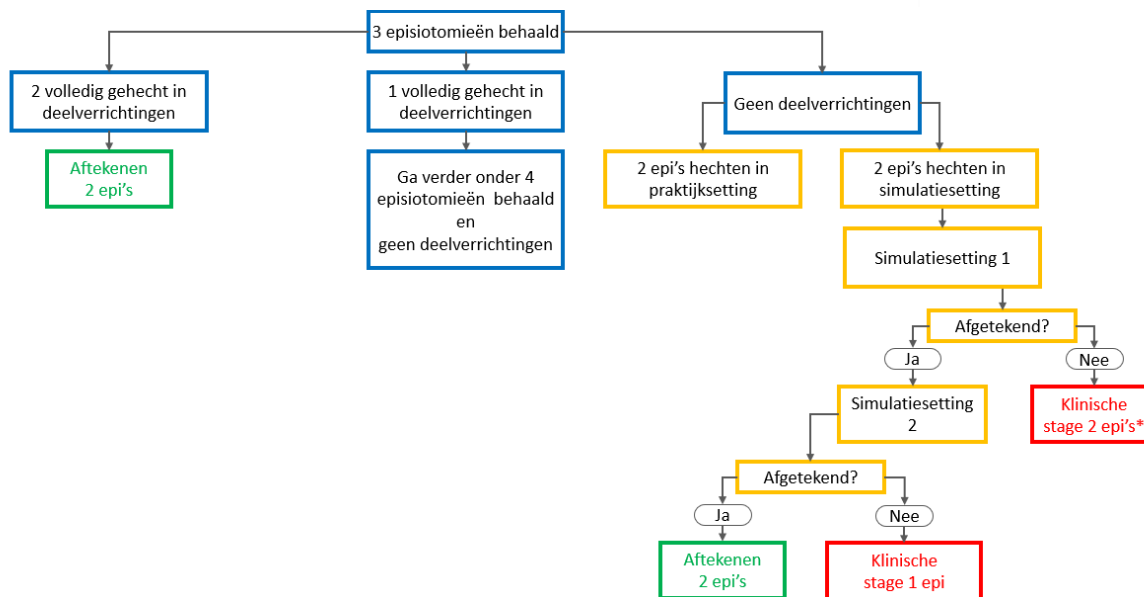 3 episiotomieën behaald
2 volledig gehecht in
deelverrichtingen
1 volledig gehecht in
deelverrichtingen
Geen deelverrichtingen
Aftekenen
2 epi's
Ga verder onder 4
episiotomieën behaald
en
geen deelverrichtingen
2 epi's hechten in
praktijksetting
2 epi's hechten in
simulatiesetting
Simulatiesetting 1
Afgetekend?
Ja
Nee
Simulatiesetting
2
Klinische
stage 2 epi's*
Afgetekend?
Ja
Nee
Aftekenen
2 epi's
Klinische
stage 1 epi